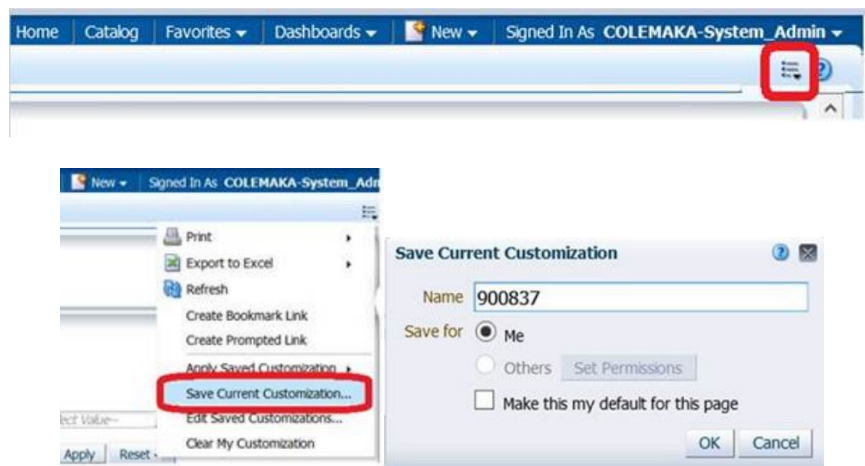 Home Catalog Favorites Dashboards New Signed In As COLEMAKA-System_Admin
New Signed In As COLEMAKA-System_Adm
Print
Export to Excel
Refresh
Create Bookmark Link
Create Prompted Link
Apply Saved Customization
Save Current Customization...
Edit Saved Customizations...
Clear My Customization
ect Value--
Apply Reset
Save Current Customization
Name 900837
Save for Me
Others Set Permissions
Make this my default for this page
OK Cancel